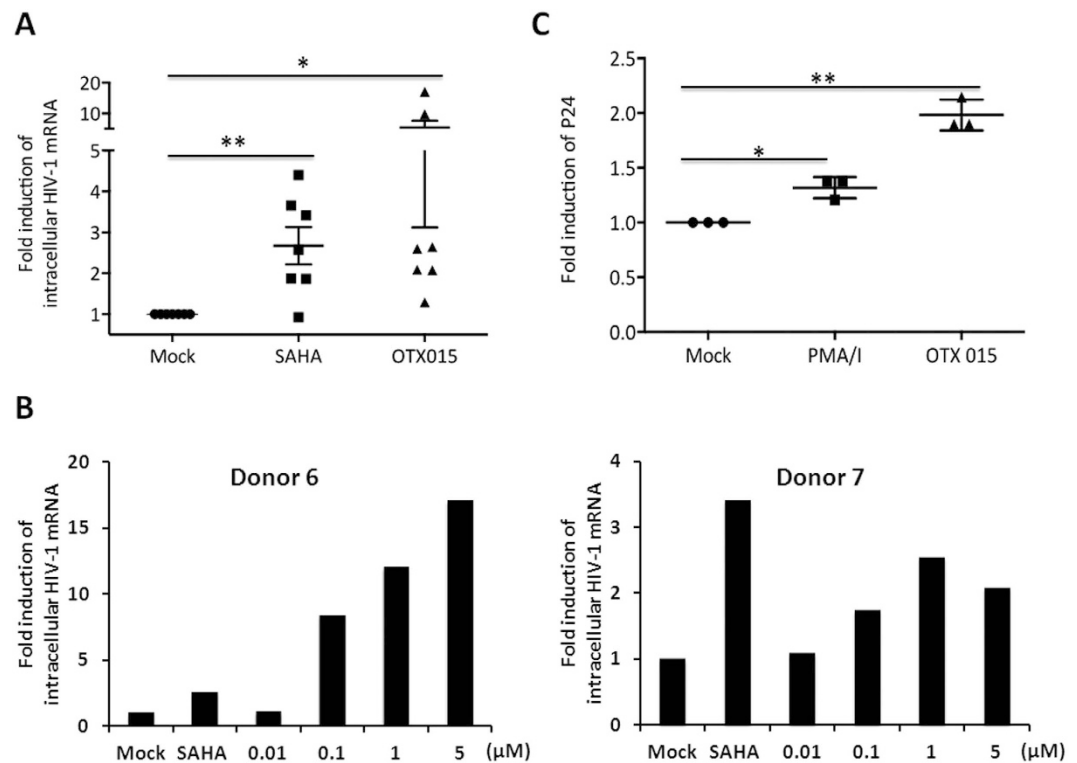 A
Fold induction of
intracellular HIV-1 mRNA
20
10
5
4
3
2
1
*
**
Mock SAHA OTX015
C
Fold induction of P24
2.5
2.0
1.5
1.0
0.5
0.0
**
*
Mock PMA/I OTX 015
B
Fold induction of
intracellular HIV-1 mRNA
20
15
10
5
0
Donor 6
Mock SAHA 0.01 0.1 1 5 (μM)
Fold induction of
intracellular HIV-1 mRNA
4
3
2
1
0
Donor 7
Mock SAHA 0.01 0.1 1 5 (μM)